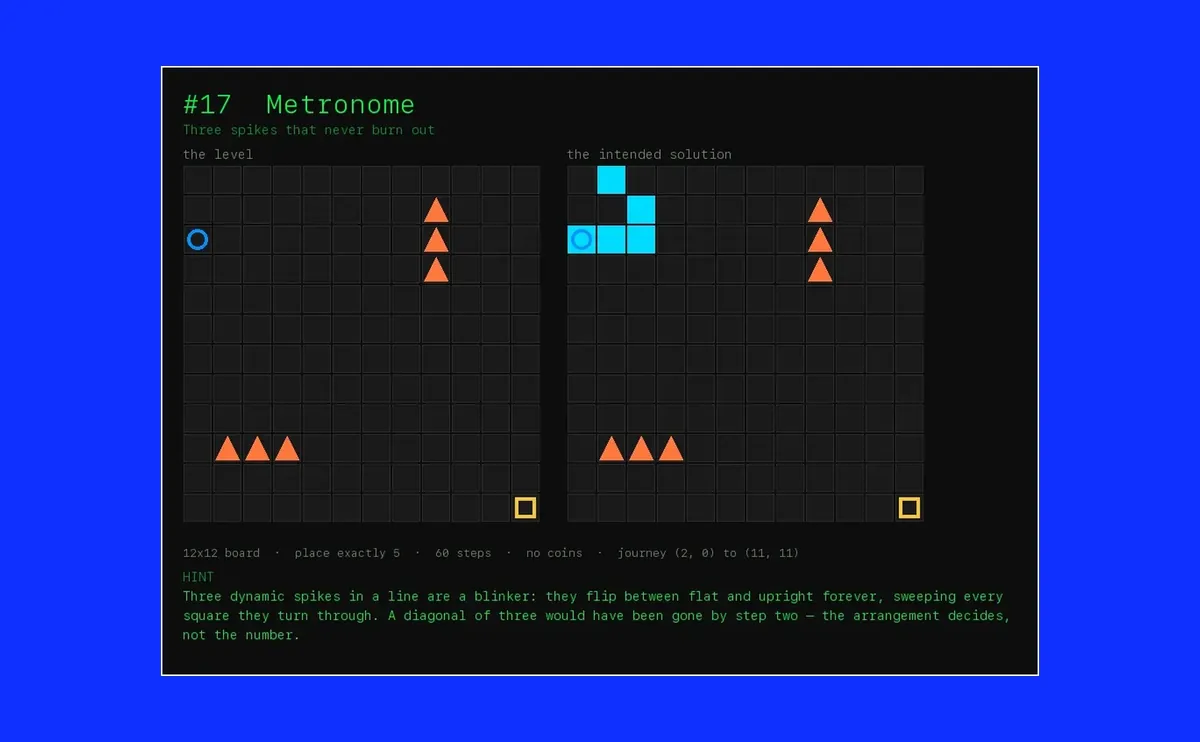 #17  Metronome
Three spikes that never burn out
the level
the intended solution
12x12 board · place exactly 5 · 60 steps · no coins · journey (2, 0) to (11, 11)
HINT
Three dynamic spikes in a line are a blinker: they flip between flat and upright forever, sweeping every
square they turn through. A diagonal of three would have been gone by step two — the arrangement decides,
not the number.